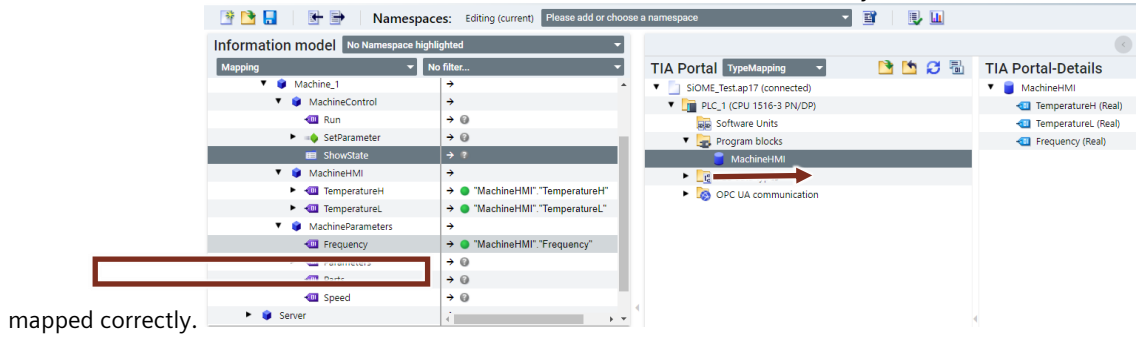 Namespaces: Editing (current) Please add or choose a namespace
Information model No Namespace highlighted
Mapping No filter...
Machine_1
MachineControl
Run
SetParameter
ShowState
MachineHMI
TemperatureH "MachineHMI"."TemperatureH"
TemperatureL "MachineHMI"."TemperatureL"
MachineParameters
Frequency "MachineHMI"."Frequency"
Parameters
Parts
Speed
Server
TIA Portal TypeMapping
SiOME_Test.ap17 (connected)
PLC_1 (CPU 1516-3 PN/DP)
Software Units
Program blocks
MachineHMI
OPC UA communication
TIA Portal-Details
MachineHMI
TemperatureH (Real)
TemperatureL (Real)
Frequency (Real)
mapped correctly.